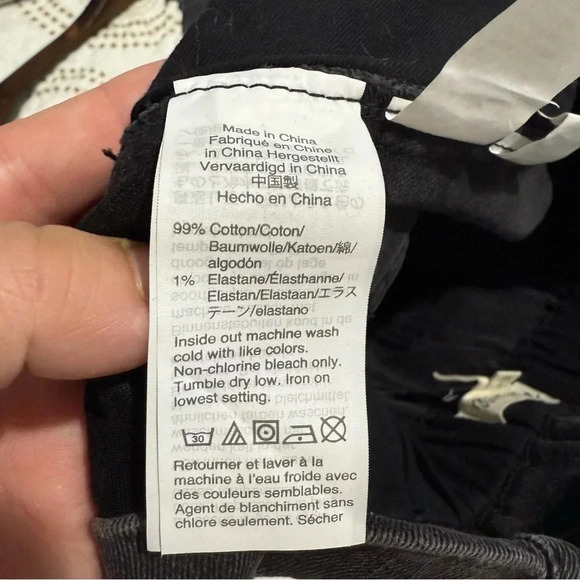 Made in China
Fabriqué en Chine
in China Hergestellt
Vervaardigd in China
中国製
Hecho en China
99% Cotton/Coton/
Baumwolle/Katoen/綿/
algodón
1% Elastane/Élasthanne/
Elastan/Elastaan/エラス
テーン/elastano
Inside out machine wash
cold with like colors.
Non-chlorine bleach only.
Tumble dry low. Iron on
lowest setting.
30
Retourner et laver à la
machine à l'eau froide avec
des couleurs semblables.
Agent de blanchiment sans
chlore seulement. Sécher